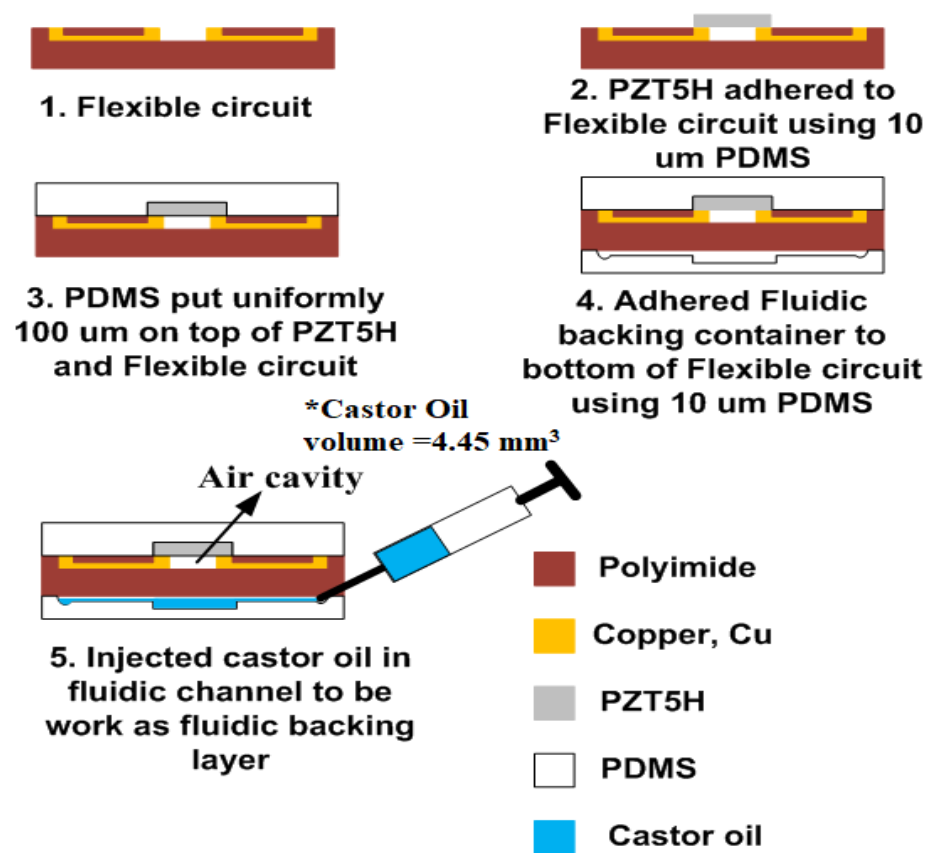 1. Flexible circuit
2. PZT5H adhered to
Flexible circuit using 10
um PDMS
3. PDMS put uniformly
100 um on top of PZT5H
and Flexible circuit
4. Adhered Fluidic
backing container to
bottom of Flexible circuit
using 10 um PDMS
*Castor Oil
volume =4.45 mm³
Air cavity
5. Injected castor oil in
fluidic channel to be
work as fluidic backing
layer
Polyimide
Copper, Cu
PZT5H
PDMS
Castor oil